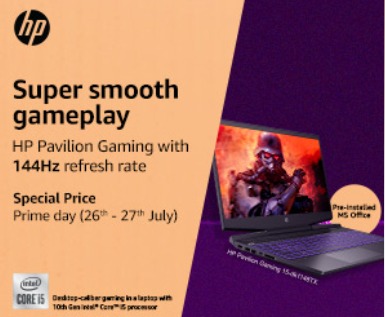 hp
Super smooth
gameplay
HP Pavilion Gaming with
144Hz refresh rate
Special Price
Prime day (26th - 27th July)
Pre-installed
MS Office
HP Pavilion Gaming 15-dk1146TX
intel
CORE i5
Desktop-caliber gaming in a laptop with
10th Gen Intel® Core™ i5 processor